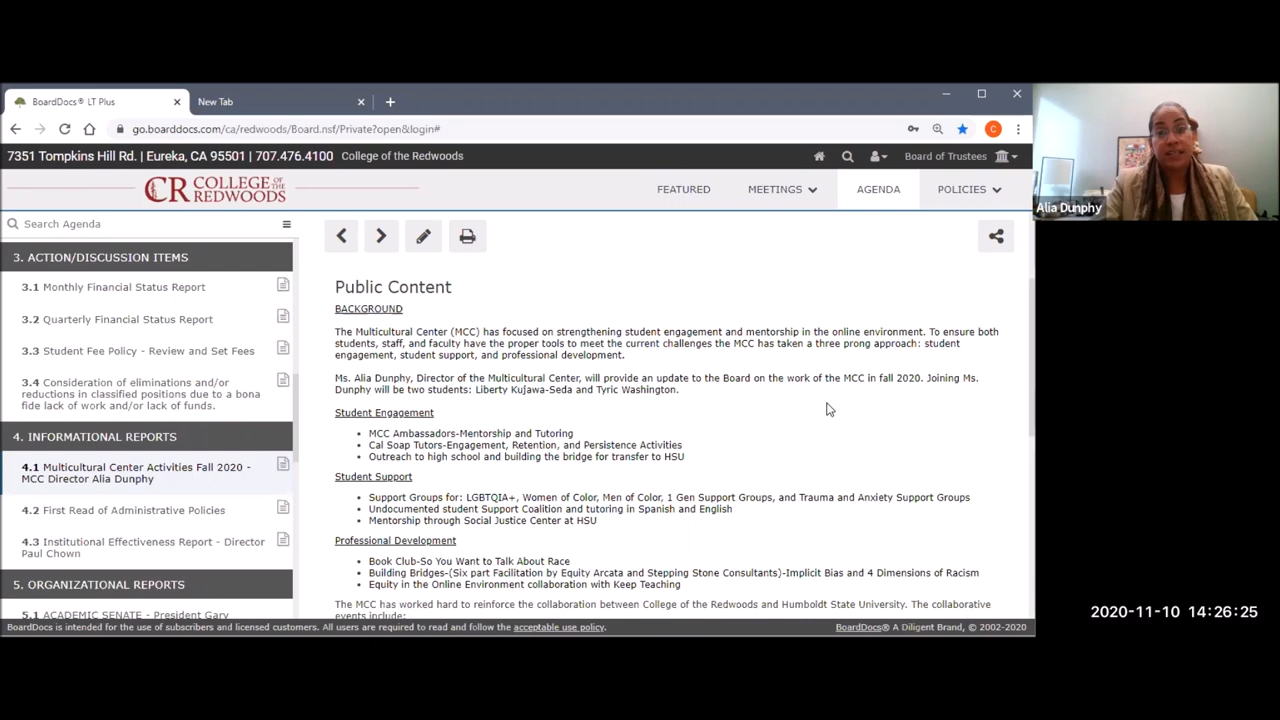 BoardDocs® LT Plus
New Tab
go.boarddocs.com/ca/redwoods/Board.nsf/Private?open&login#
C
7351 Tompkins Hill Rd. | Eureka, CA 95501 | 707.476.4100 College of the Redwoods
Board of Trustees
CR COLLEGE OF THE REDWOODS
FEATURED MEETINGS AGENDA POLICIES
Search Agenda
3. ACTION/DISCUSSION ITEMS
3.1 Monthly Financial Status Report
3.2 Quarterly Financial Status Report
3.3 Student Fee Policy - Review and Set Fees
3.4 Consideration of eliminations and/or
reductions in classified positions due to a bona
fide lack of work and/or lack of funds.
4. INFORMATIONAL REPORTS
4.1 Multicultural Center Activities Fall 2020 -
MCC Director Alia Dunphy
4.2 First Read of Administrative Policies
4.3 Institutional Effectiveness Report - Director
Paul Chown
5. ORGANIZATIONAL REPORTS
5.1 ACADEMIC SENATE - President Gary
Public Content
BACKGROUND
The Multicultural Center (MCC) has focused on strengthening student engagement and mentorship in the online environment. To ensure both
students, staff, and faculty have the proper tools to meet the current challenges the MCC has taken a three prong approach: student
engagement, student support, and professional development.
Ms. Alia Dunphy, Director of the Multicultural Center, will provide an update to the Board on the work of the MCC in fall 2020. Joining Ms.
Dunphy will be two students: Liberty Kujawa-Seda and Tyric Washington.
Student Engagement
• MCC Ambassadors-Mentorship and Tutoring
• Cal Soap Tutors-Engagement, Retention, and Persistence Activities
• Outreach to high school and building the bridge for transfer to HSU
Student Support
• Support Groups for: LGBTQIA+, Women of Color, Men of Color, 1 Gen Support Groups, and Trauma and Anxiety Support Groups
• Undocumented student Support Coalition and tutoring in Spanish and English
• Mentorship through Social Justice Center at HSU
Professional Development
• Book Club-So You Want to Talk About Race
• Building Bridges-(Six part Facilitation by Equity Arcata and Stepping Stone Consultants)-Implicit Bias and 4 Dimensions of Racism
• Equity in the Online Environment collaboration with Keep Teaching
The MCC has worked hard to reinforce the collaboration between College of the Redwoods and Humboldt State University. The collaborative
events include:
BoardDocs is intended for the use of subscribers and licensed customers. All users are required to read and follow the acceptable use policy.
BoardDocs® A Diligent Brand, © 2002-2020
Alia Dunphy
2020-11-10 14:26:25